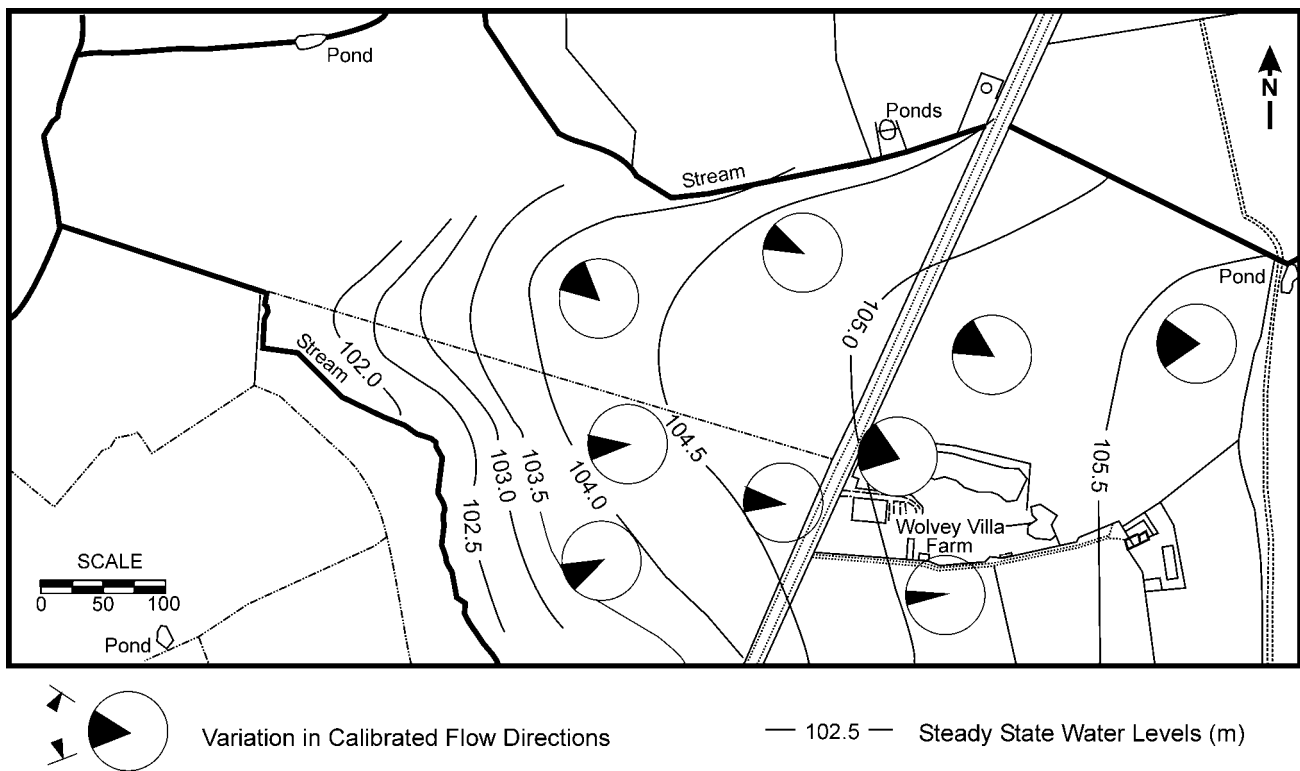 Pond
Ponds
N
Stream
Pond
105.0
Stream
102.0
104.5
105.5
103.5
104.0
103.0
102.5
Wolvey Villa
Farm
SCALE
0 50 100
Pond
Variation in Calibrated Flow Directions
102.5 Steady State Water Levels (m)